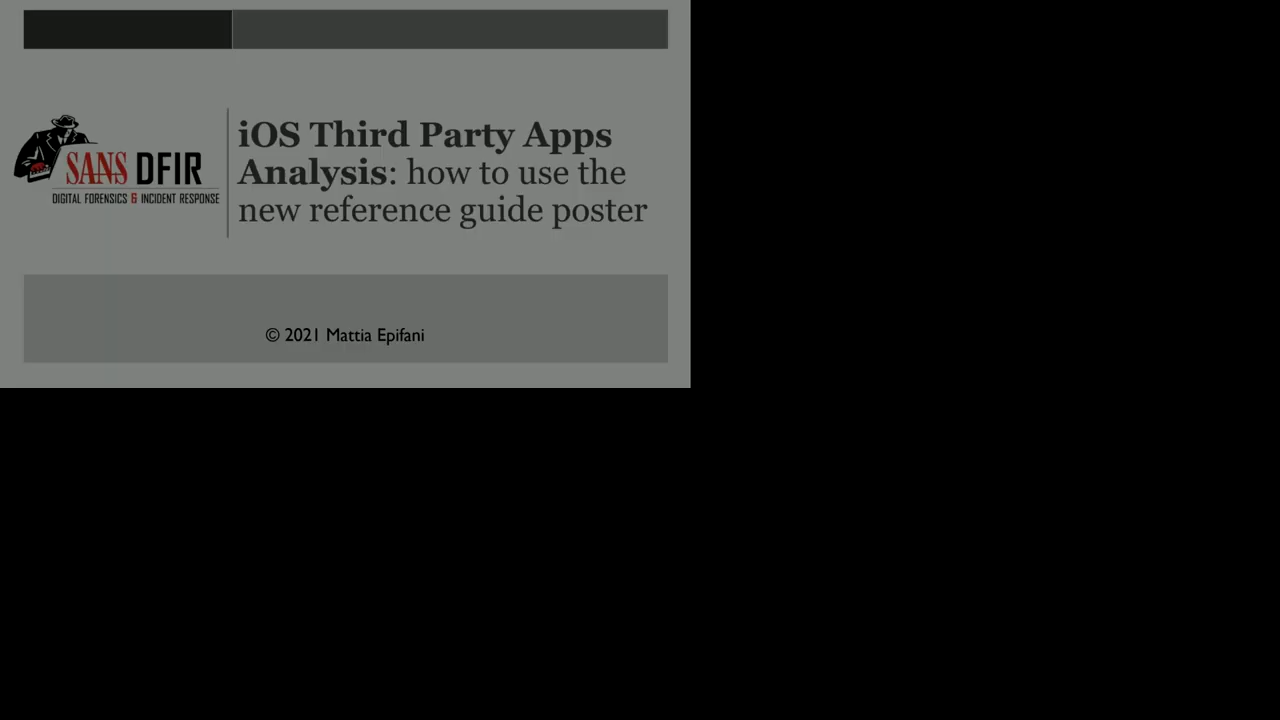 SANS DFIR
DIGITAL FORENSICS & INCIDENT RESPONSE
iOS Third Party Apps
Analysis: how to use the
new reference guide poster
© 2021 Mattia Epifani